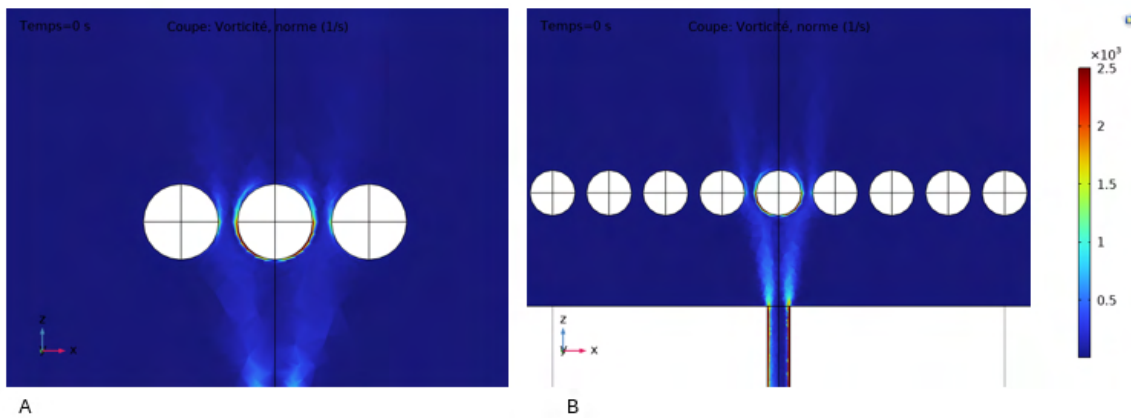 Temps=0 s Coupe: Vorticité, norme (1/s)
z
x
A
Temps=0 s Coupe: Vorticité, norme (1/s)
z
y x
B
×10³
2.5
2
1.5
1
0.5